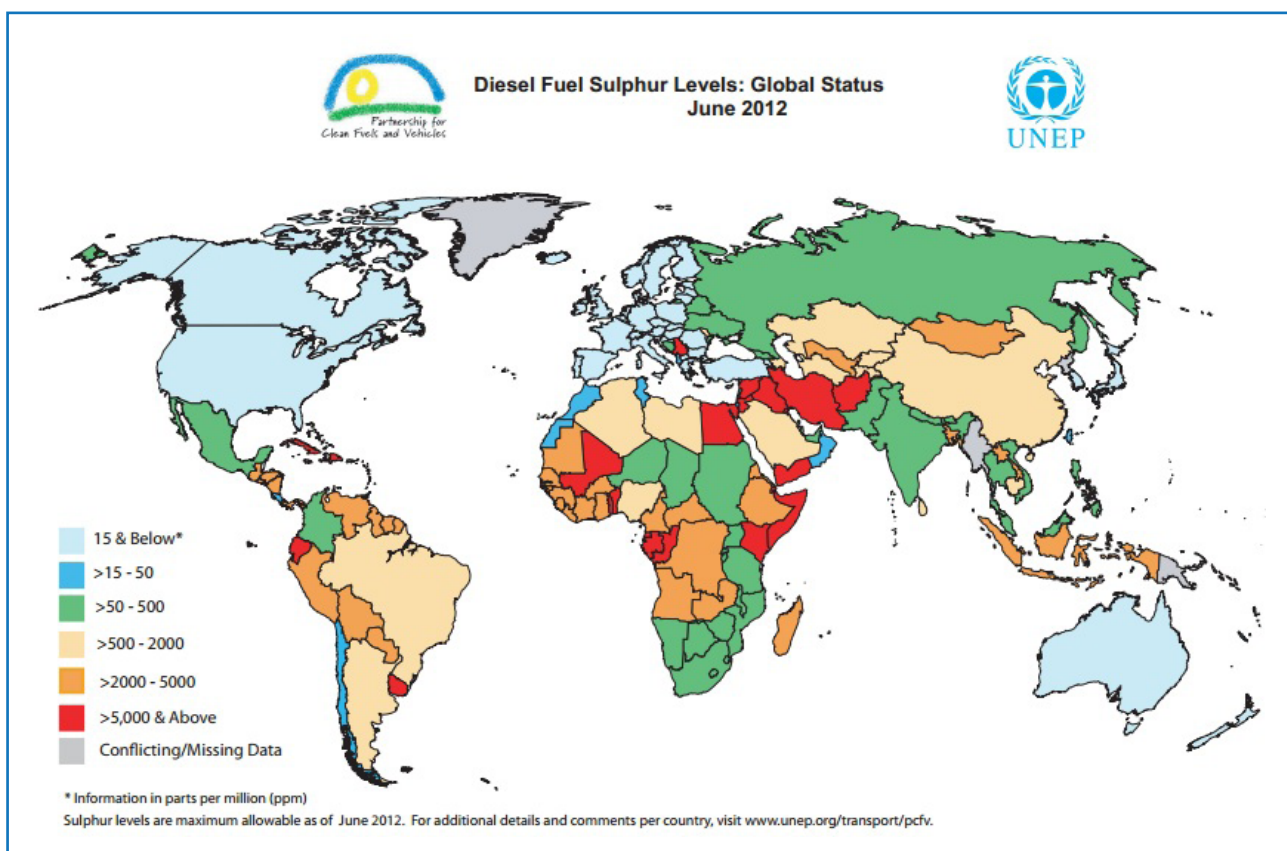 Partnership for
Clean Fuels and Vehicles
Diesel Fuel Sulphur Levels: Global Status
June 2012
UNEP
15 & Below*
>15 - 50
>50 - 500
>500 - 2000
>2000 - 5000
>5,000 & Above
Conflicting/Missing Data
* Information in parts per million (ppm)
Sulphur levels are maximum allowable as of June 2012. For additional details and comments per country, visit www.unep.org/transport/pcfv.